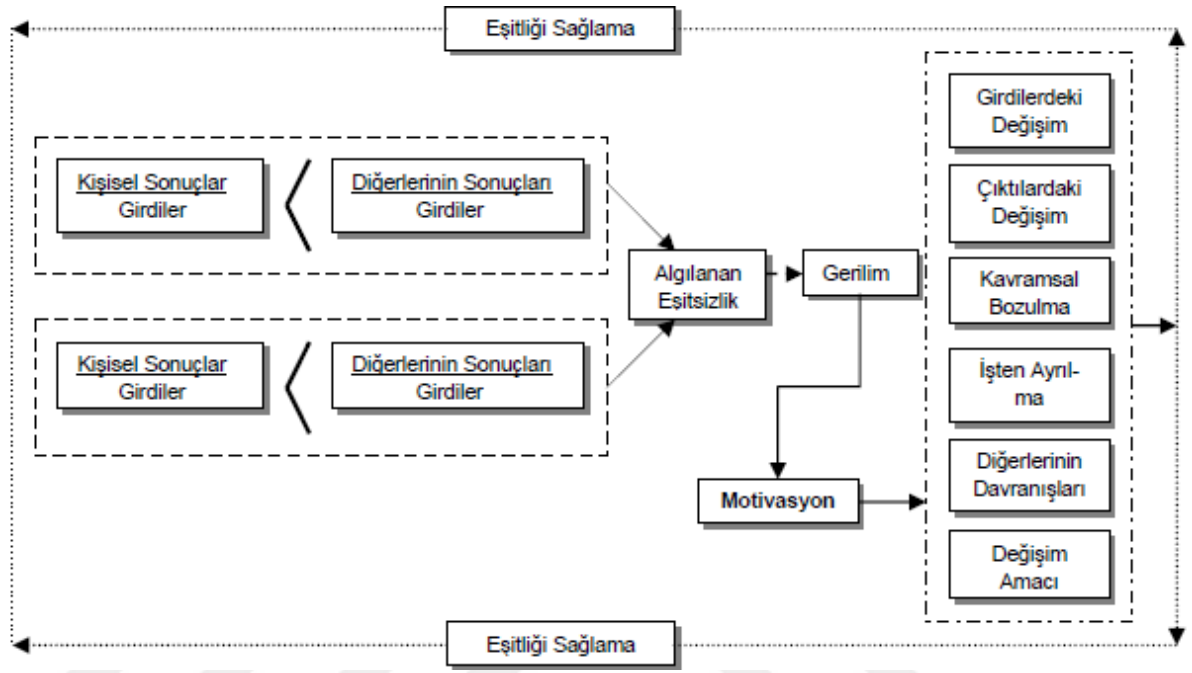 Eşitliği Sağlama
Kişisel Sonuçlar
Girdiler
Diğerlerinin Sonuçları
Girdiler
Kişisel Sonuçlar
Girdiler
Diğerlerinin Sonuçları
Girdiler
Algılanan
Eşitsizlik
Gerilim
Motivasyon
Girdilerdeki
Değişim
Çıktılardaki
Değişim
Kavramsal
Bozulma
İşten Ayrıl-
ma
Diğerlerinin
Davranışları
Değişim
Amacı
Eşitliği Sağlama